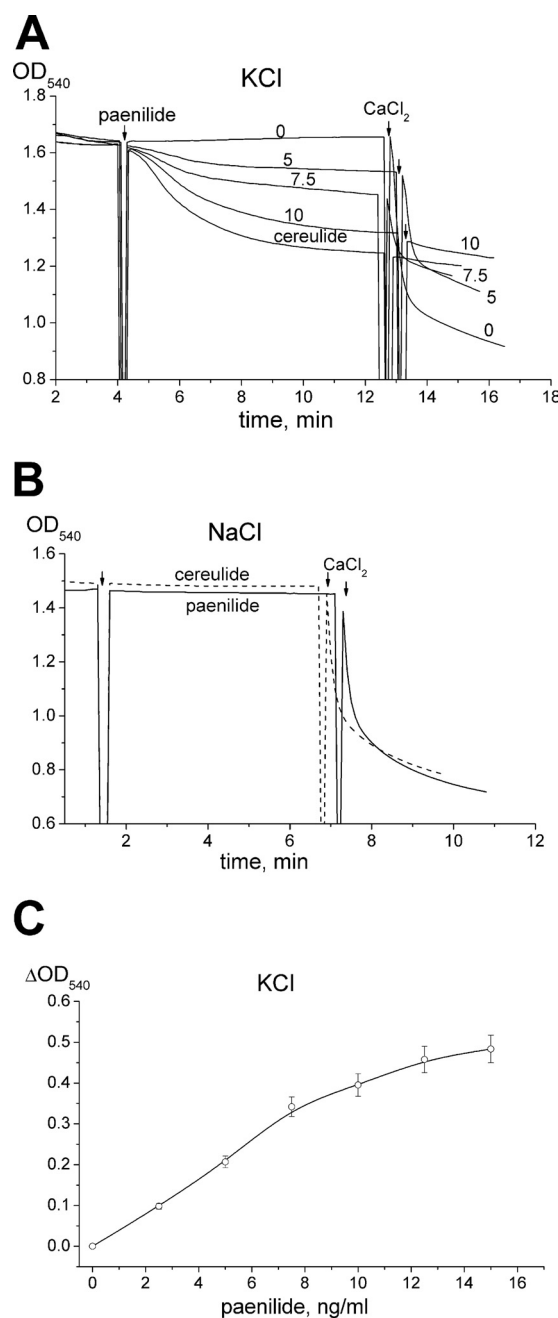 A
KCl
OD540
paenilide
CaCl2
1.8
1.6
1.4
1.2
1.0
0.8
0
5
7.5
10
cereulide
10
7.5
5
0
2 4 6 8 10 12 14 16 18
time, min
B
NaCl
OD540
CaCl2
cereulide
paenilide
1.6
1.4
1.2
1.0
0.8
0.6
2 4 6 8 10 12
time, min
C
KCl
ΔOD540
0.6
0.5
0.4
0.3
0.2
0.1
0.0
0 2 4 6 8 10 12 14 16
paenilide, ng/ml